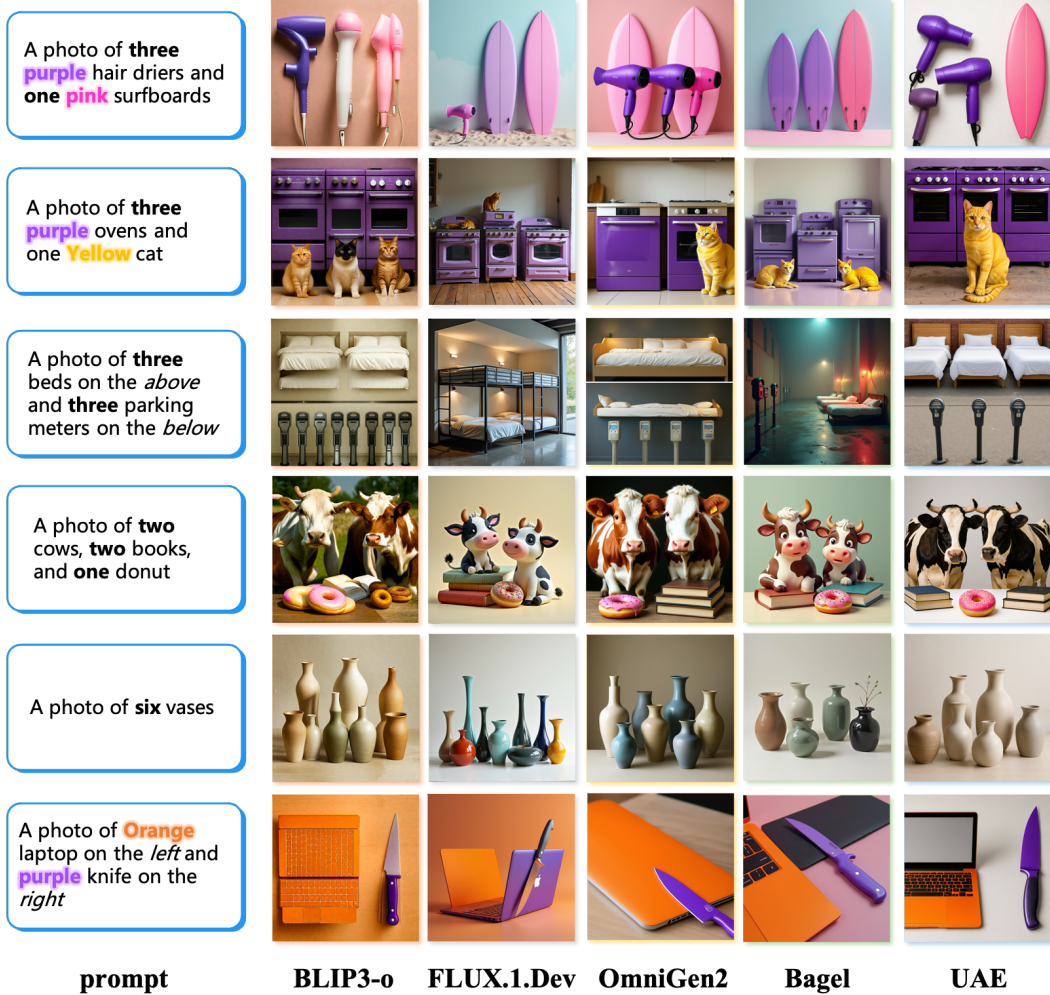 A photo of three
purple hair driers and
one pink surfboards
A photo of three
purple ovens and
one Yellow cat
A photo of three
beds on the above
and three parking
meters on the below
A photo of two
cows, two books,
and one donut
A photo of six vases
A photo of Orange
laptop on the left and
purple knife on the
right
prompt
BLIP3-o
FLUX.1.Dev
OmniGen2
Bagel
UAE